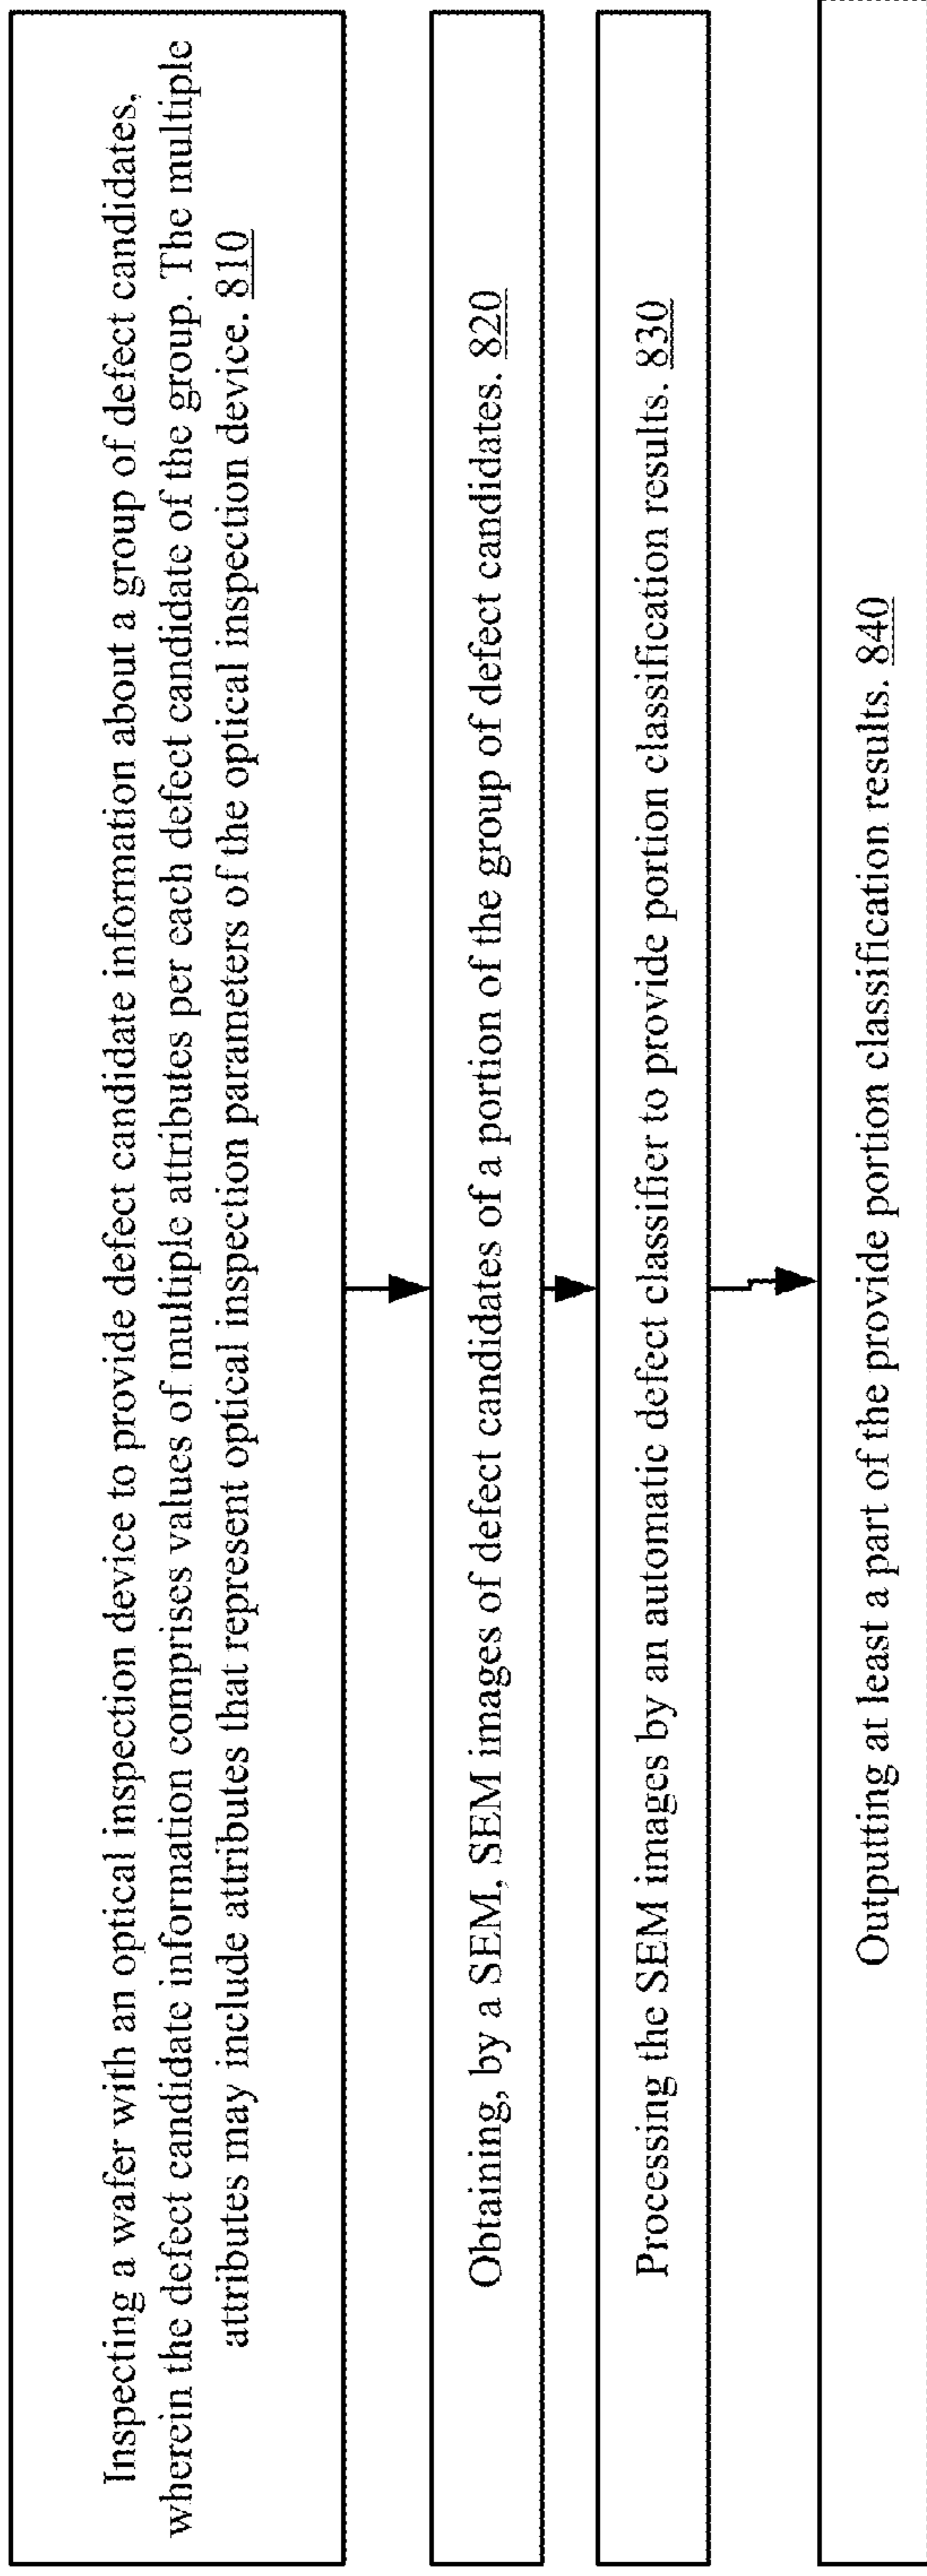 Inspecting a wafer with an optical inspection device to provide defect candidate information about a group of defect candidates,
wherein the defect candidate information comprises values of multiple attributes per each defect candidate of the group. The multiple
attributes may include attributes that represent optical inspection parameters of the optical inspection device. 810
Obtaining, by a SEM, SEM images of defect candidates of a portion of the group of defect candidates. 820
Processing the SEM images by an automatic defect classifier to provide portion classification results. 830
Outputting at least a part of the provide portion classification results. 840